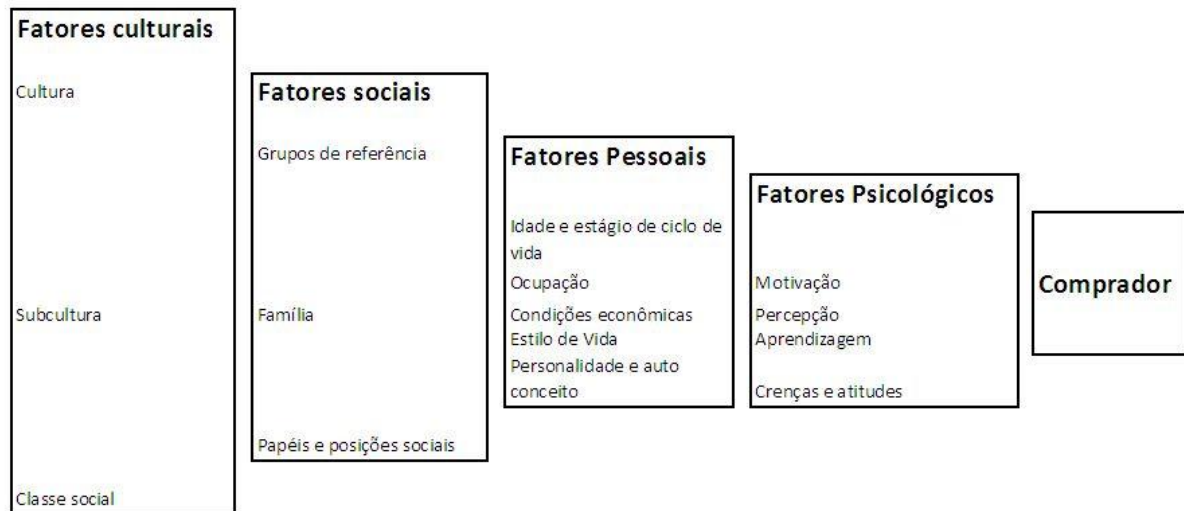 Fatores culturais
Cultura
Subcultura
Classe social
Fatores sociais
Grupos de referência
Família
Papéis e posições sociais
Fatores Pessoais
Idade e estágio de ciclo de
vida
Ocupação
Condições econômicas
Estilo de Vida
Personalidade e auto
conceito
Fatores Psicológicos
Motivação
Percepção
Aprendizagem
Crenças e atitudes
Comprador